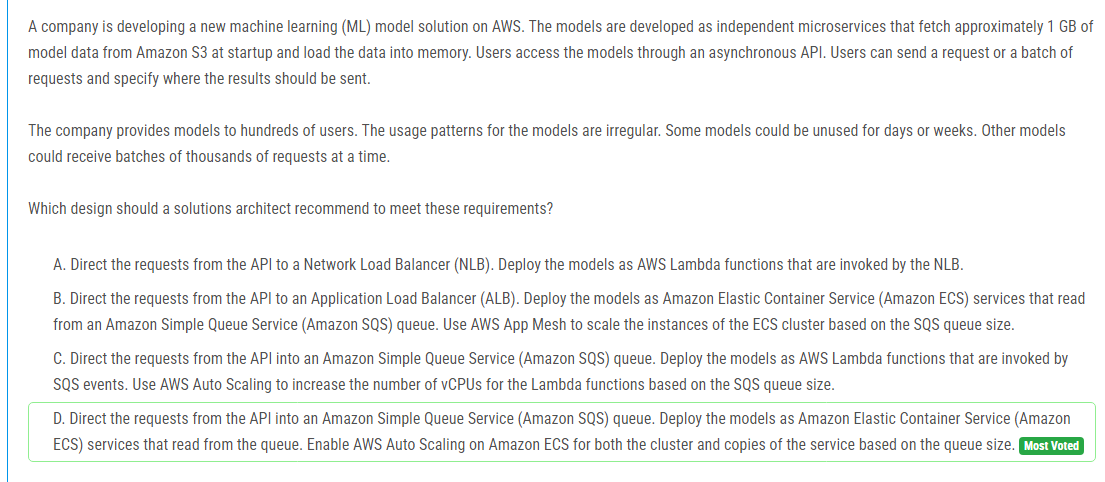 A company is developing a new machine learning (ML) model solution on AWS. The models are developed as independent microservices that fetch approximately 1 GB of
model data from Amazon S3 at startup and load the data into memory. Users access the models through an asynchronous API. Users can send a request or a batch of
requests and specify where the results should be sent.
The company provides models to hundreds of users. The usage patterns for the models are irregular. Some models could be unused for days or weeks. Other models
could receive batches of thousands of requests at a time.
Which design should a solutions architect recommend to meet these requirements?
A. Direct the requests from the API to a Network Load Balancer (NLB). Deploy the models as AWS Lambda functions that are invoked by the NLB.
B. Direct the requests from the API to an Application Load Balancer (ALB). Deploy the models as Amazon Elastic Container Service (Amazon ECS) services that read
from an Amazon Simple Queue Service (Amazon SQS) queue. Use AWS App Mesh to scale the instances of the ECS cluster based on the SQS queue size.
C. Direct the requests from the API into an Amazon Simple Queue Service (Amazon SQS) queue. Deploy the models as AWS Lambda functions that are invoked by
SQS events. Use AWS Auto Scaling to increase the number of vCPUs for the Lambda functions based on the SQS queue size.
D. Direct the requests from the API into an Amazon Simple Queue Service (Amazon SQS) queue. Deploy the models as Amazon Elastic Container Service (Amazon
ECS) services that read from the queue. Enable AWS Auto Scaling on Amazon ECS for both the cluster and copies of the service based on the queue size. Most Voted